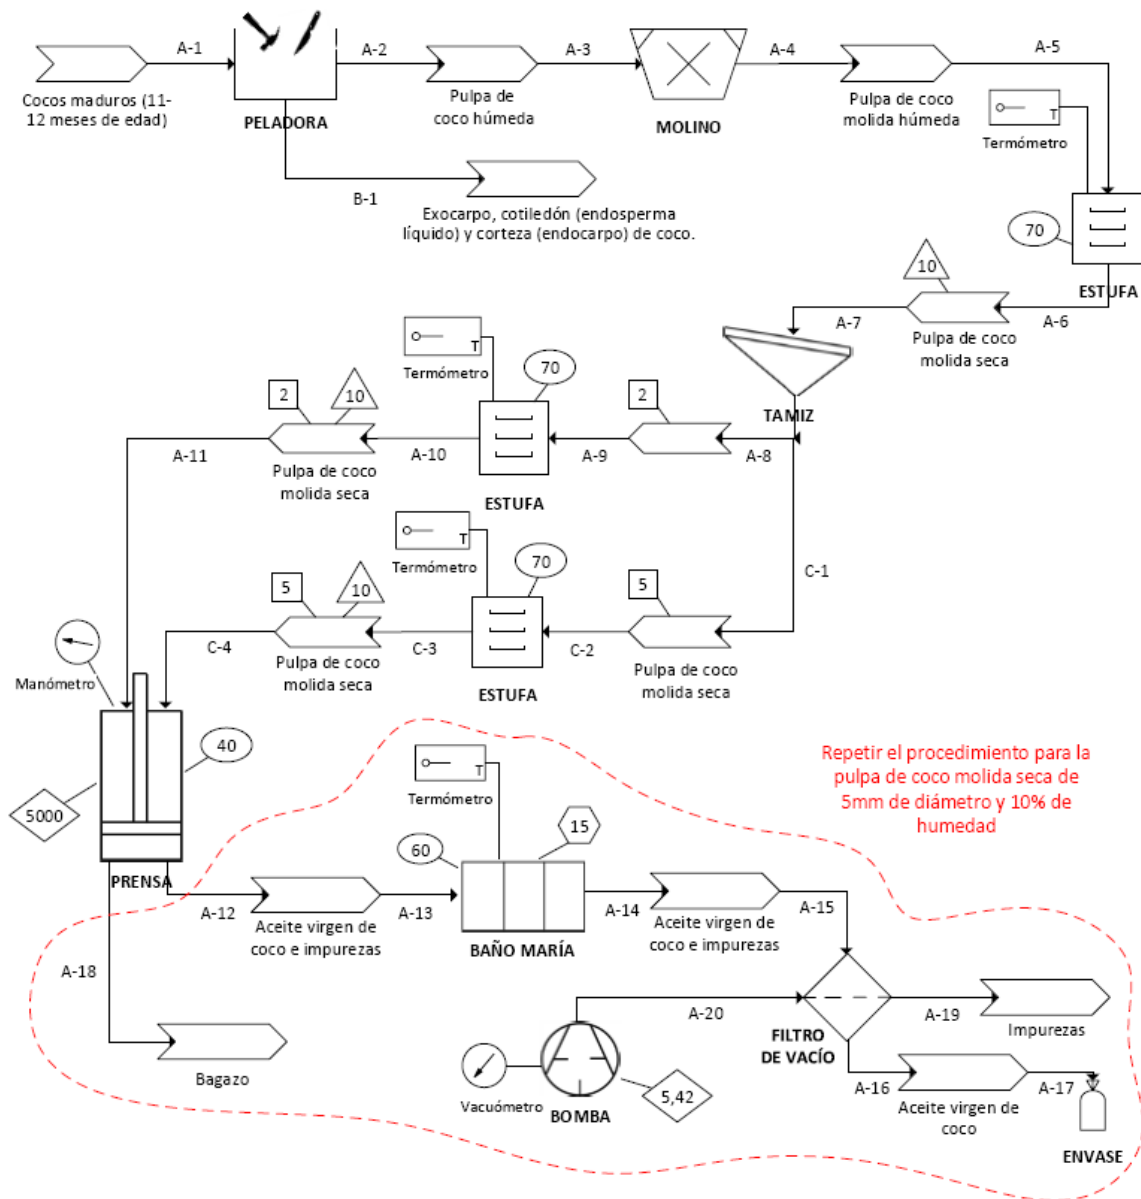 A-1
A-2
A-3
A-4
A-5
Cocos maduros (11-
12 meses de edad)
PELADORA
Pulpa de
coco húmeda
MOLINO
Pulpa de coco
molida húmeda
T
Termómetro
B-1
Exocarpo, cotiledón (endosperma
líquido) y corteza (endocarpo) de coco.
70
ESTUFA
10
A-7
A-6
Pulpa de coco
molida seca
TAMIZ
T
Termómetro
70
2
10
2
A-11
A-10
A-9
A-8
Pulpa de coco
molida seca
ESTUFA
T
Termómetro
70
5
10
5
C-1
C-4
C-3
C-2
Pulpa de coco
molida seca
ESTUFA
Pulpa de coco
molida seca
Manómetro
40
5000
PRENSA
Repetir el procedimiento para la
pulpa de coco molida seca de
5mm de diámetro y 10% de
humedad
T
Termómetro
15
60
A-12
A-13
A-14
A-15
Aceite virgen de
coco e impurezas
BAÑO MARÍA
Aceite virgen de
coco e impurezas
A-18
A-20
A-19
Impurezas
FILTRO
DE VACÍO
Bagazo
Vacuómetro
BOMBA
5,42
A-16
A-17
Aceite virgen de
coco
ENVASE